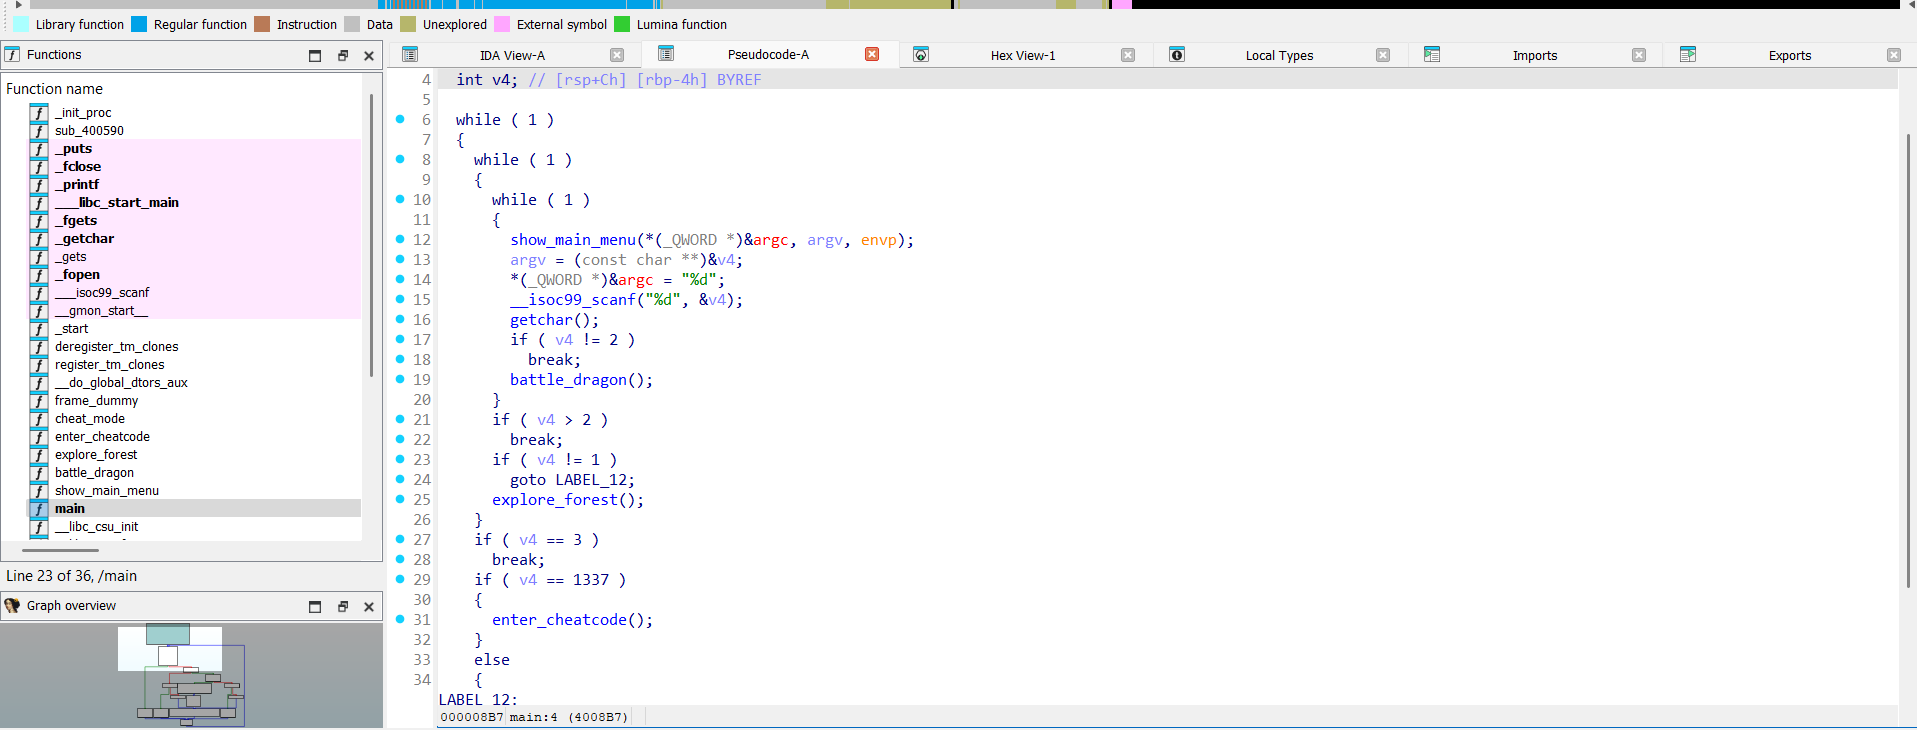 Library function Regular function Instruction Data Unexplored External symbol Lumina function
Functions
IDA View-A
Pseudocode-A
Hex View-1
Local Types
Imports
Exports
Function name
_init_proc
sub_400590
_puts
_fclose
_printf
___libc_start_main
_fgets
_getchar
_gets
_fopen
___isoc99_scanf
__gmon_start__
_start
deregister_tm_clones
register_tm_clones
__do_global_dtors_aux
frame_dummy
cheat_mode
enter_cheatcode
explore_forest
battle_dragon
show_main_menu
main
__libc_csu_init
Line 23 of 36, /main
Graph overview
4 int v4; // [rsp+Ch] [rbp-4h] BYREF
5
6 while ( 1 )
7 {
8 while ( 1 )
9 {
10 while ( 1 )
11 {
12 show_main_menu(*(_QWORD *)&argc, argv, envp);
13 argv = (const char **)&v4;
14 *(_QWORD *)&argc = "%d";
15 __isoc99_scanf("%d", &v4);
16 getchar();
17 if ( v4 != 2 )
18 break;
19 battle_dragon();
20 }
21 if ( v4 > 2 )
22 break;
23 if ( v4 != 1 )
24 goto LABEL_12;
25 explore_forest();
26 }
27 if ( v4 == 3 )
28 break;
29 if ( v4 == 1337 )
30 {
31 enter_cheatcode();
32 }
33 else
34 {
LABEL_12:
000008B7 main:4 (4008B7)